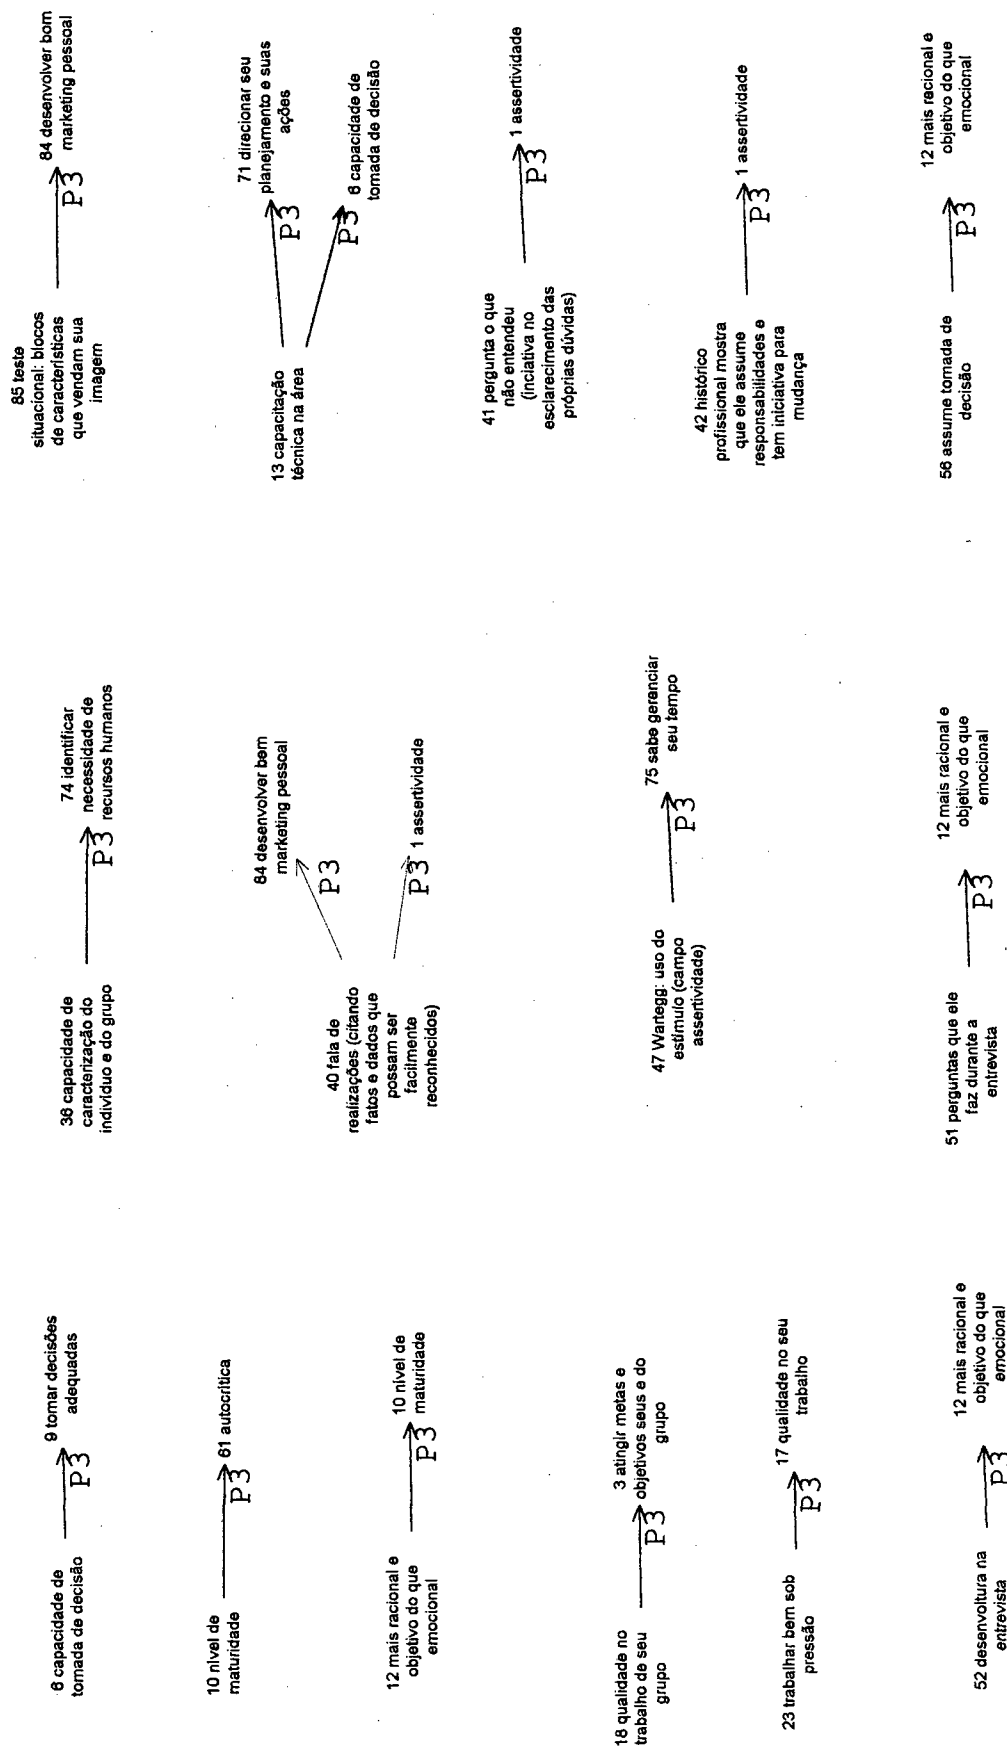 6 capacidade de
tomada de decisão
P3
9 tomar decisões
adequadas
10 nível de
maturidade
P3
61 autocrítica
12 mais racional e
objetivo do que
emocional
P3
10 nível de
maturidade
18 qualidade no
trabalho de seu
grupo
P3
3 atingir metas e
objetivos seus e do
grupo
23 trabalhar bem sob
pressão
P3
17 qualidade no seu
trabalho
52 desenvoltura na
entrevista
P3
12 mais racional e
objetivo do que
emocional
36 capacidade de
caracterização do
indivíduo e do grupo
P3
74 identificar
necessidade de
recursos humanos
40 fala de
realizações (citando
fatos e dados que
possam ser
facilmente
reconhecidos)
P3
84 desenvolver bom
marketing pessoal
P3
1 assertividade
47 Wartegg: uso do
estímulo (campo
assertividade)
P3
75 sabe gerenciar
seu tempo
51 perguntas que ele
faz durante a
entrevista
P3
12 mais racional e
objetivo do que
emocional
85 teste
situacional: blocos
de características
que vendam sua
imagem
P3
84 desenvolver bom
marketing pessoal
13 capacitação
técnica na área
P3
71 direcionar seu
planejamento e suas
ações
P3
6 capacidade de
tomada de decisão
41 pergunta o que
não entendeu
(inciativa no
esclarecimento das
próprias dúvidas)
P3
1 assertividade
42 histórico
profissional mostra
que ele assume
responsabilidades e
tem iniciativa para
mudança
P3
1 assertividade
56 assume tomada de
decisão
P3
12 mais racional e
objetivo do que
emocional